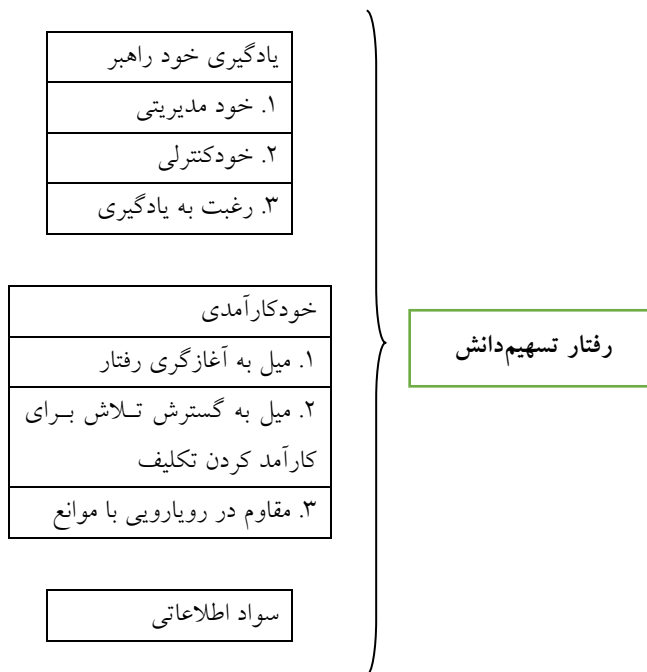 یادگیری خود راهبر
۱. خود مدیریتی
۲. خودکنترلی
۳. رغبت به یادگیری
خودکارآمدی
۱. میل به آغازگری رفتار
۲. میل به گسترش تلاش برای
کارآمد کردن تکلیف
۳. مقاوم در رویارویی با موانع
سواد اطلاعاتی
رفتار تسهیم‌دانش